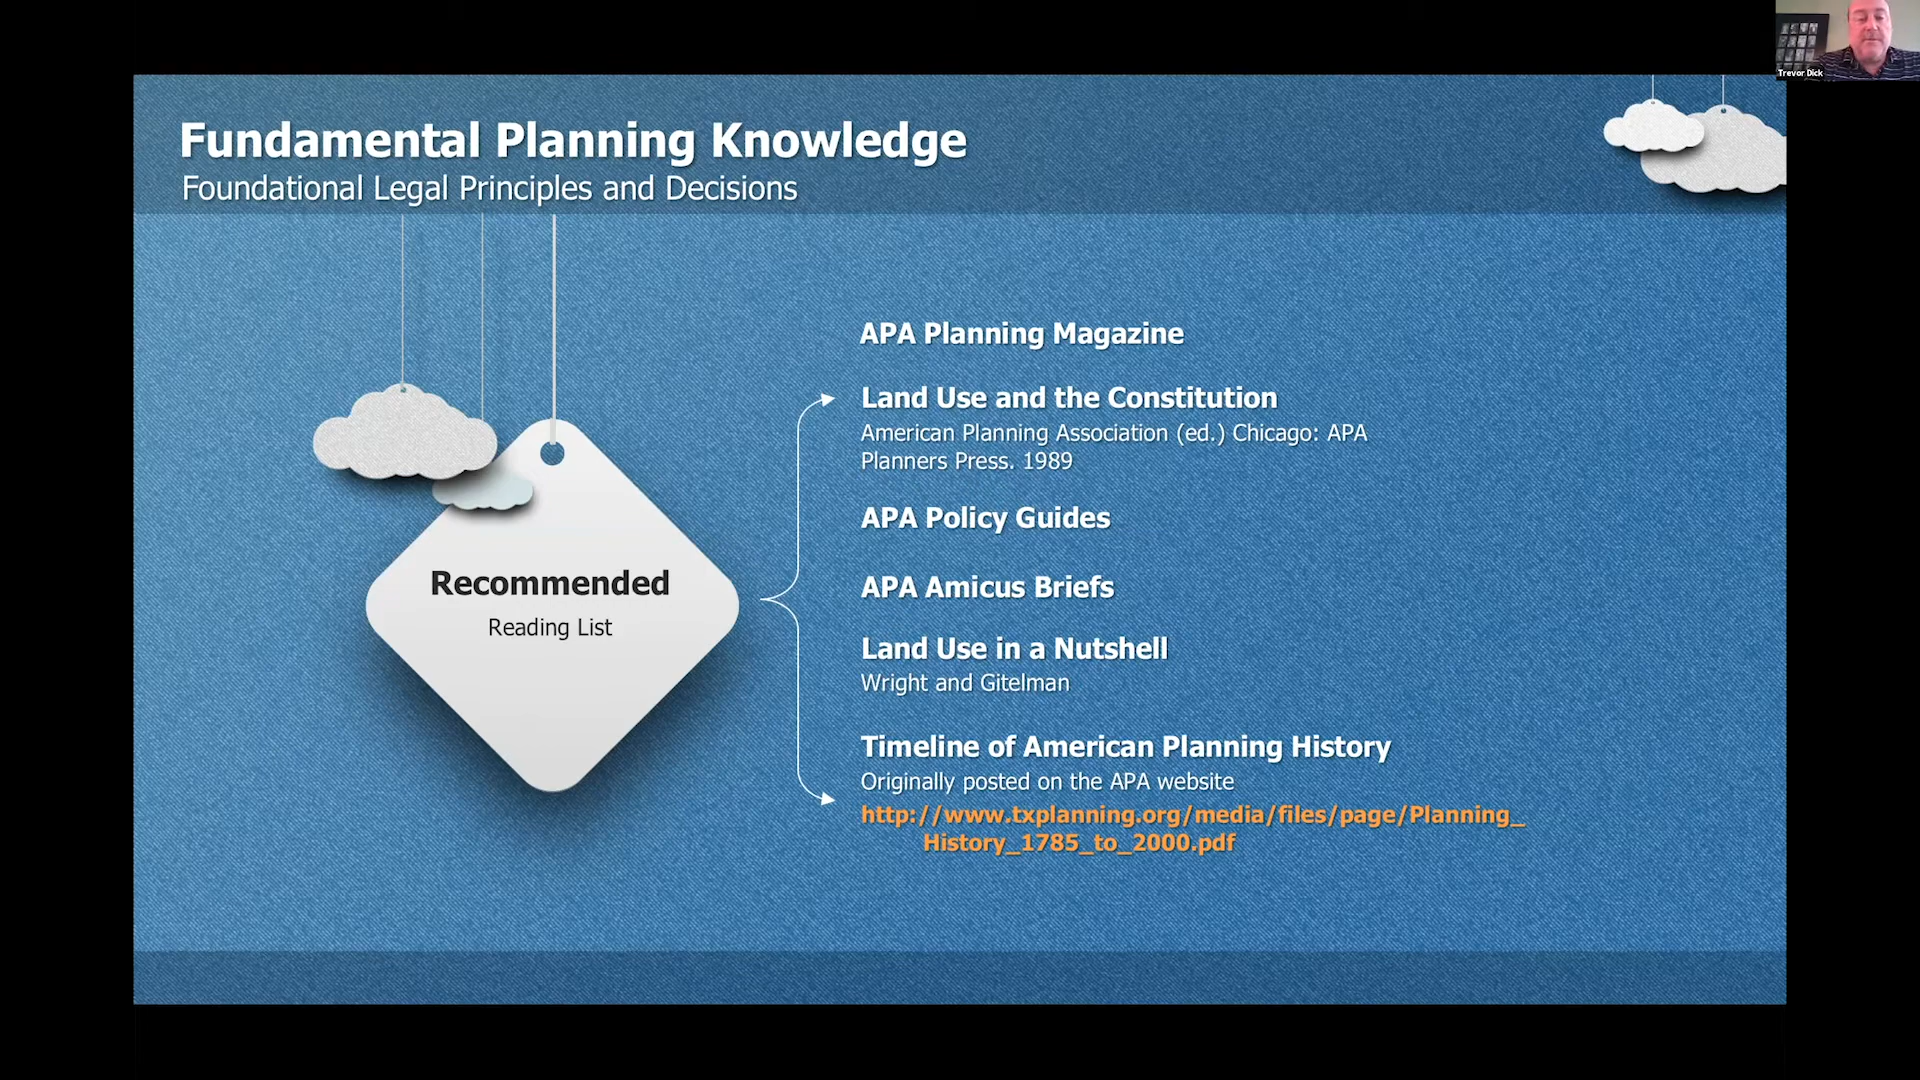 Trevor Dick
Fundamental Planning Knowledge
Foundational Legal Principles and Decisions
Recommended
Reading List
APA Planning Magazine
Land Use and the Constitution
American Planning Association (ed.) Chicago: APA
Planners Press. 1989
APA Policy Guides
APA Amicus Briefs
Land Use in a Nutshell
Wright and Gitelman
Timeline of American Planning History
Originally posted on the APA website
http://www.txplanning.org/media/files/page/Planning_
History_1785_to_2000.pdf